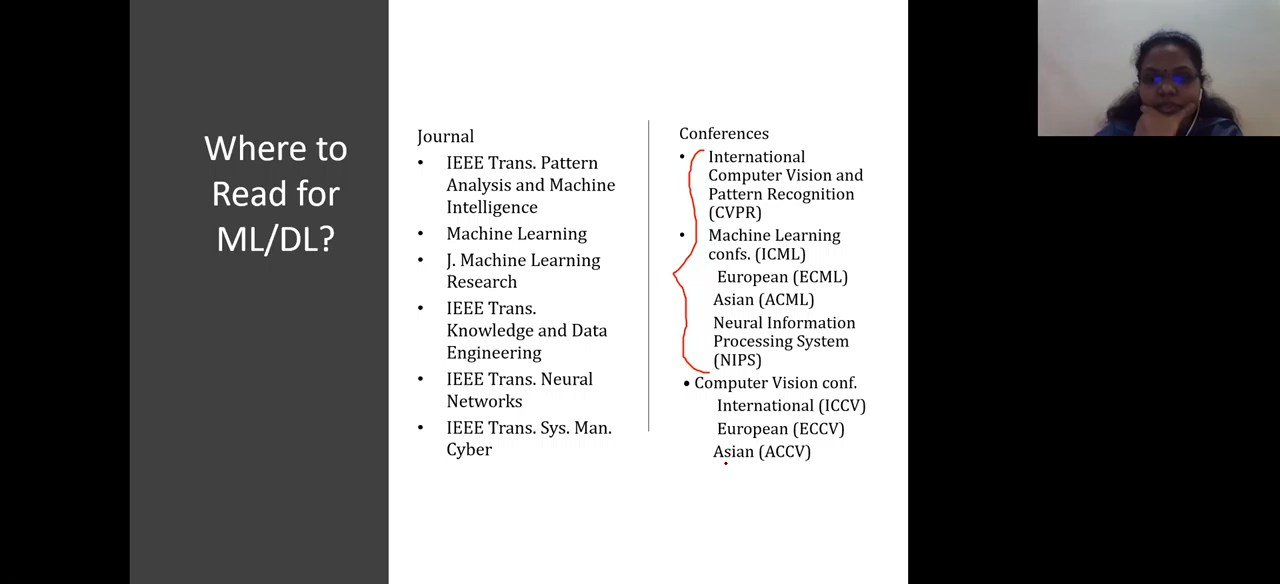 Where to
Read for
ML/DL?
Journal
• IEEE Trans. Pattern
Analysis and Machine
Intelligence
• Machine Learning
• J. Machine Learning
Research
• IEEE Trans.
Knowledge and Data
Engineering
• IEEE Trans. Neural
Networks
• IEEE Trans. Sys. Man.
Cyber
Conferences
• International
Computer Vision and
Pattern Recognition
(CVPR)
• Machine Learning
confs. (ICML)
European (ECML)
Asian (ACML)
Neural Information
Processing System
(NIPS)
• Computer Vision conf.
International (ICCV)
European (ECCV)
Asian (ACCV)